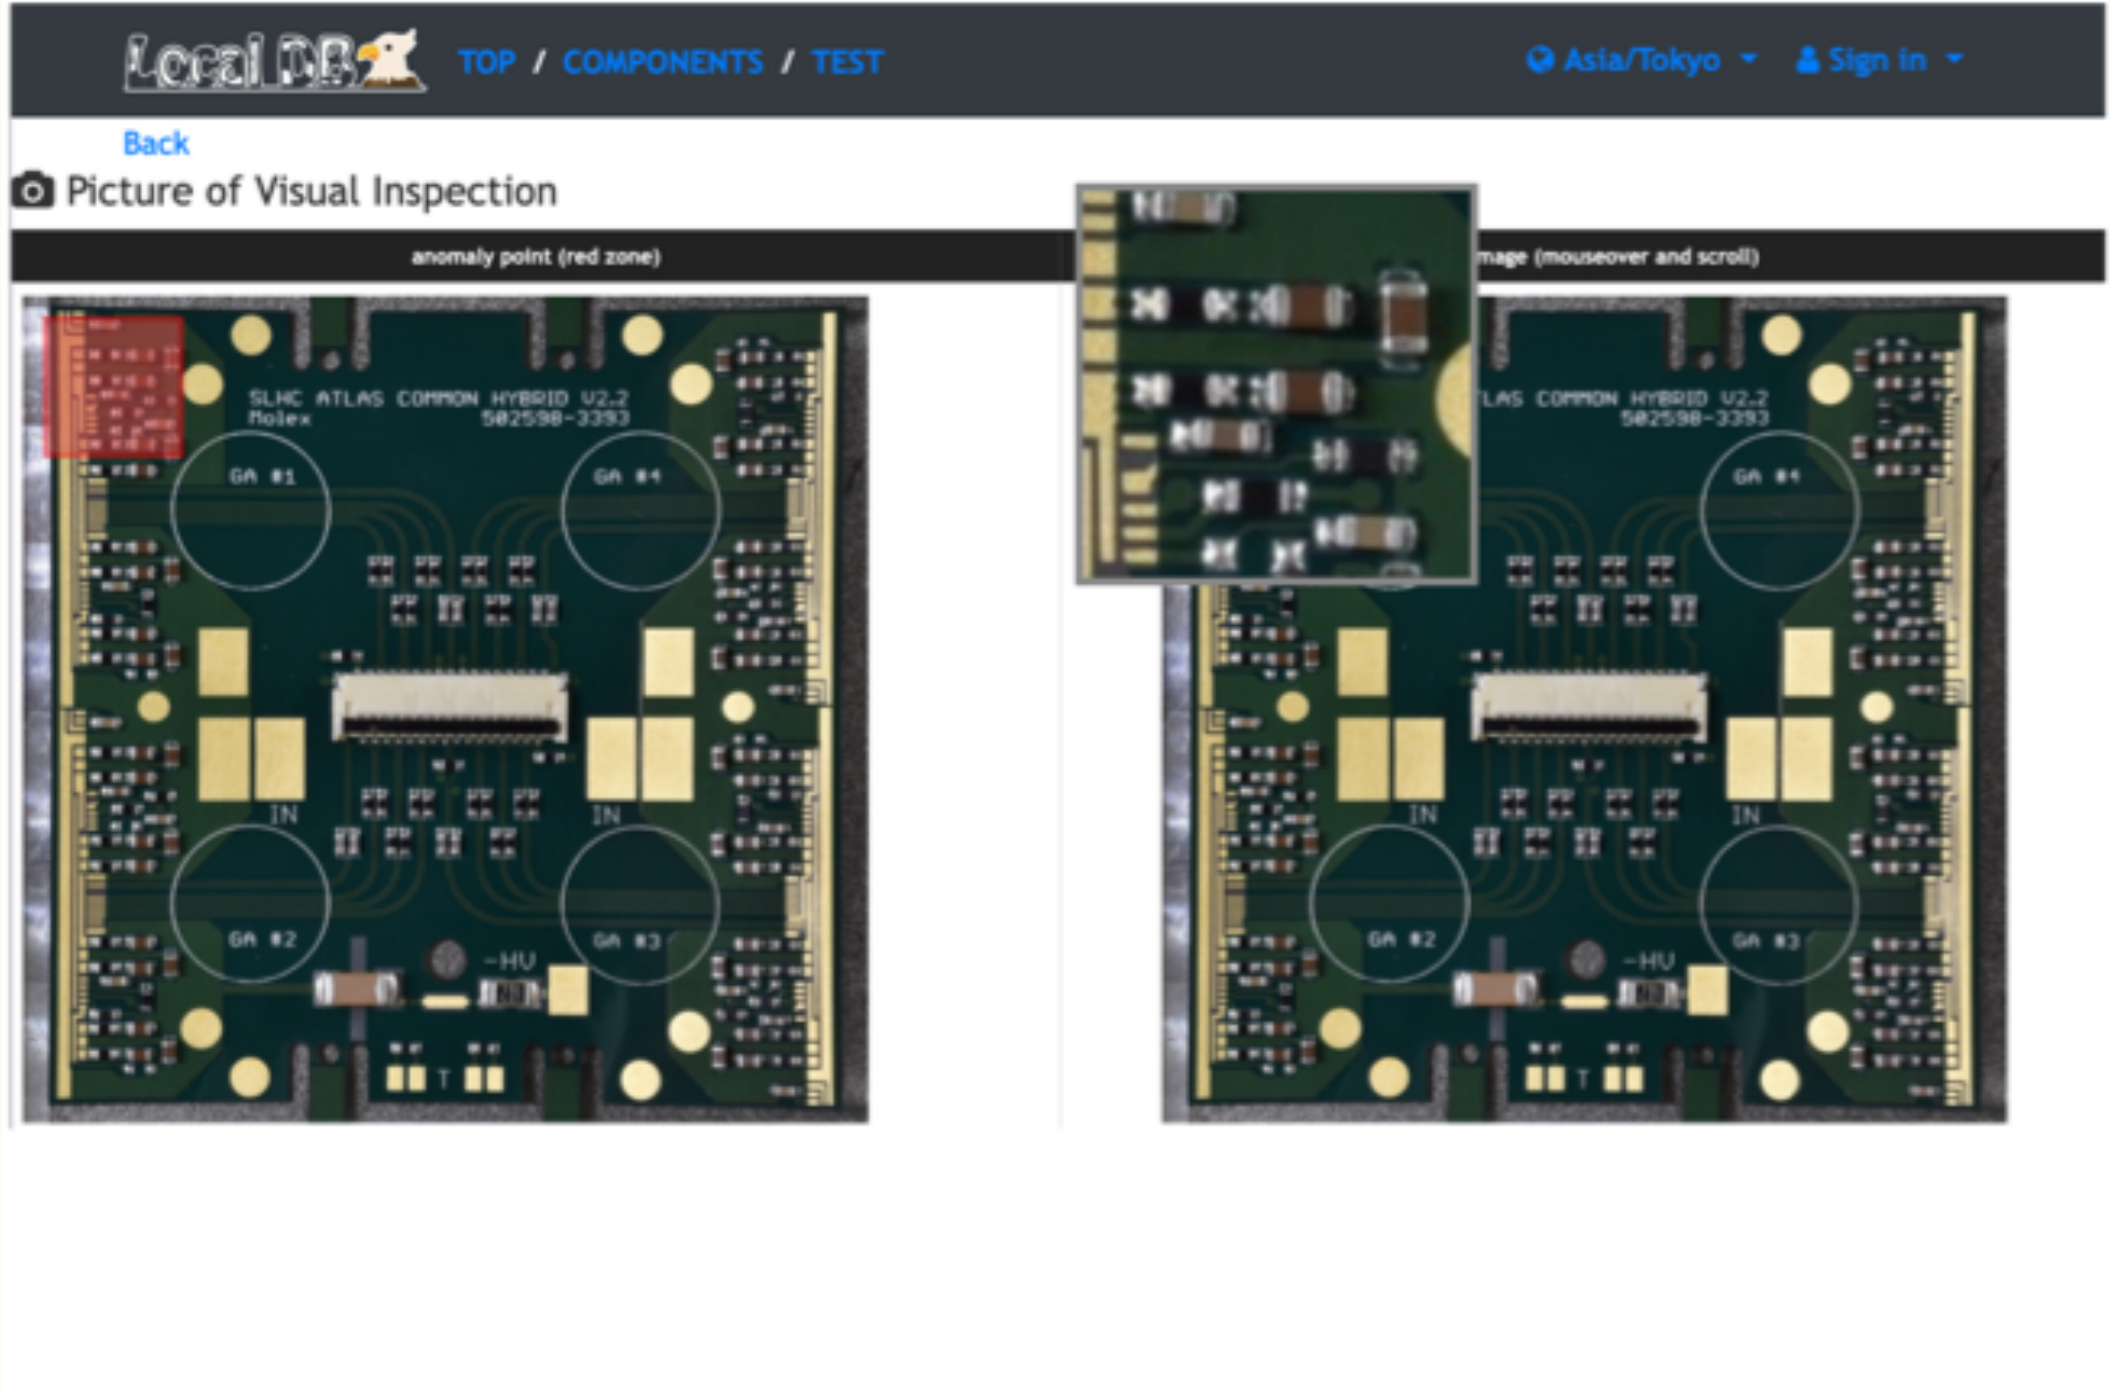 Local DB TOP / COMPONENTS / TEST Asia/Tokyo Sign in
Back
Picture of Visual Inspection
anomaly point (red zone)
mage (mouseover and scroll)
SLHC ATLAS COMMON HYBRID V2.2
Molex 502598-3393
GA #1 GA #4
IN IN
GA #2 GA #3
-HV
T
LAS COMMON HYBRID V2.2
502598-3393
GA #4
IN IN
GA #2 GA #3
-HV
T